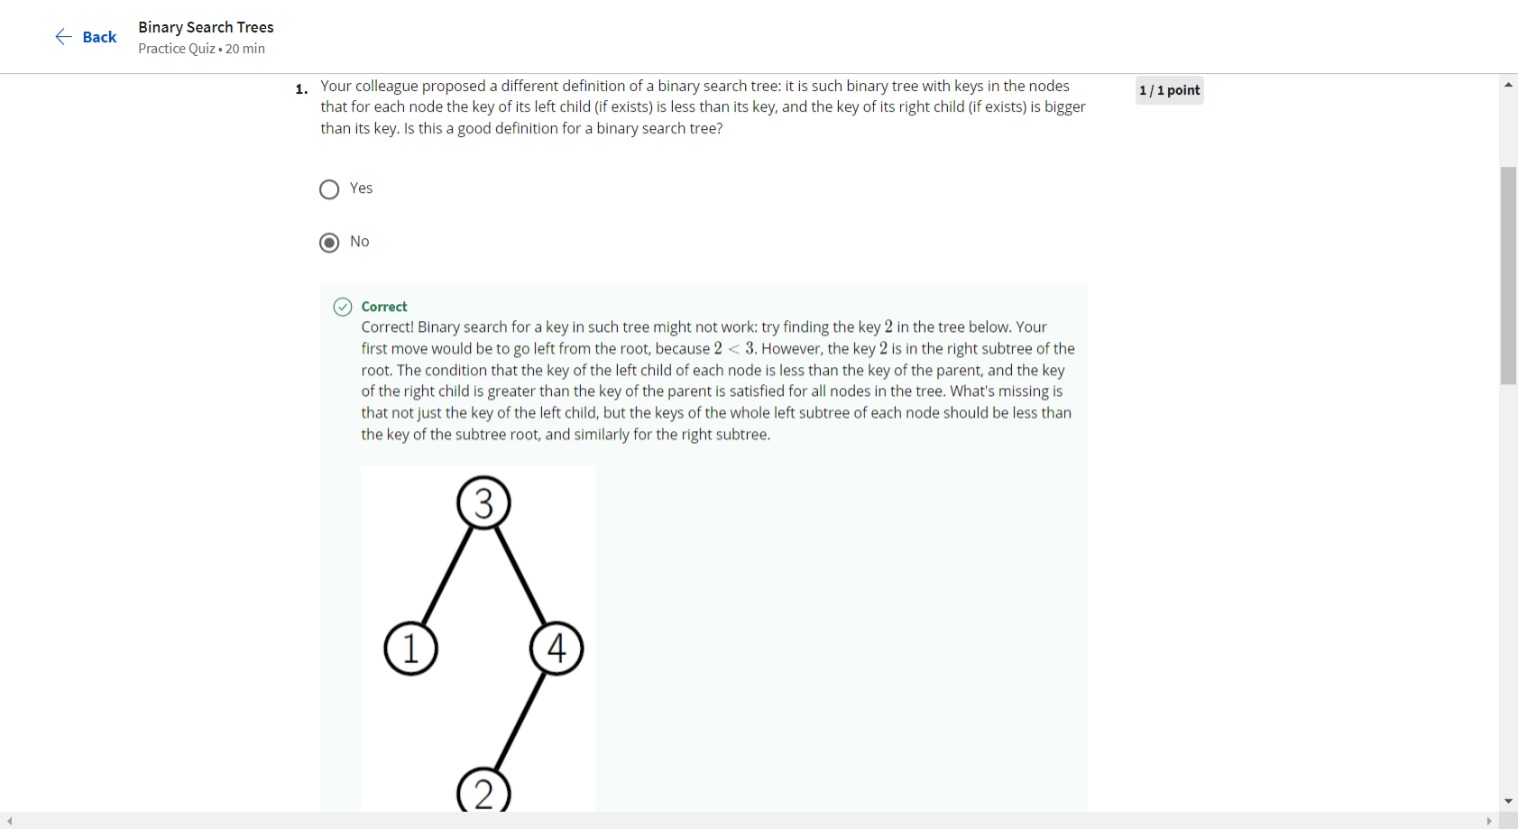 Back
Binary Search Trees
Practice Quiz • 20 min
1. Your colleague proposed a different definition of a binary search tree: it is such binary tree with keys in the nodes
that for each node the key of its left child (if exists) is less than its key, and the key of its right child (if exists) is bigger
than its key. Is this a good definition for a binary search tree?
1 / 1 point
Yes
No
Correct
Correct! Binary search for a key in such tree might not work: try finding the key 2 in the tree below. Your
first move would be to go left from the root, because 2 < 3. However, the key 2 is in the right subtree of the
root. The condition that the key of the left child of each node is less than the key of the parent, and the key
of the right child is greater than the key of the parent is satisfied for all nodes in the tree. What's missing is
that not just the key of the left child, but the keys of the whole left subtree of each node should be less than
the key of the subtree root, and similarly for the right subtree.
3
1
4
2